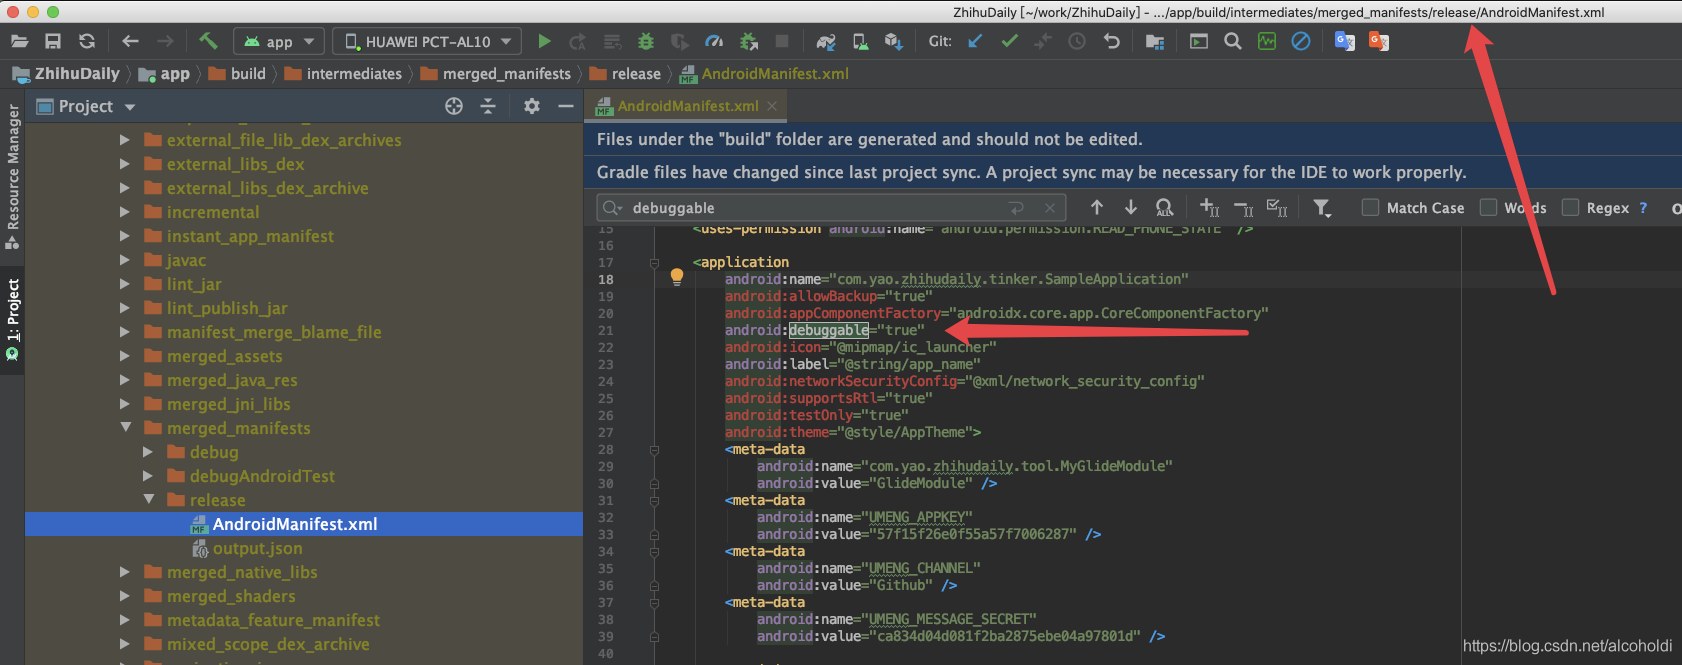 ZhihuDaily [~/work/ZhihuDaily] - .../app/build/intermediates/merged_manifests/release/AndroidManifest.xml
app
HUAWEI PCT-AL10
Git:
ZhihuDaily
app
build
intermediates
merged_manifests
release
AndroidManifest.xml
Resource Manager
1: Project
Project
external_file_lib_dex_archives
external_libs_dex
external_libs_dex_archive
incremental
instant_app_manifest
javac
lint_jar
lint_publish_jar
manifest_merge_blame_file
merged_assets
merged_java_res
merged_jni_libs
merged_manifests
debug
debugAndroidTest
release
AndroidManifest.xml
output.json
merged_native_libs
merged_shaders
metadata_feature_manifest
mixed_scope_dex_archive
AndroidManifest.xml
Files under the "build" folder are generated and should not be edited.
Gradle files have changed since last project sync. A project sync may be necessary for the IDE to work properly.
debuggable
Match Case
Words
Regex ?
15 <uses-permission android:name="android.permission.READ_PHONE_STATE" />
16
17 <application
18 android:name="com.yao.zhihudaily.tinker.SampleApplication"
19 android:allowBackup="true"
20 android:appComponentFactory="androidx.core.app.CoreComponentFactory"
21 android:debuggable="true"
22 android:icon="@mipmap/ic_launcher"
23 android:label="@string/app_name"
24 android:networkSecurityConfig="@xml/network_security_config"
25 android:supportsRtl="true"
26 android:testOnly="true"
27 android:theme="@style/AppTheme">
28 <meta-data
29 android:name="com.yao.zhihudaily.tool.MyGlideModule"
30 android:value="GlideModule" />
31 <meta-data
32 android:name="UMENG_APPKEY"
33 android:value="57f15f26e0f55a57f7006287" />
34 <meta-data
35 android:name="UMENG_CHANNEL"
36 android:value="Github" />
37 <meta-data
38 android:name="UMENG_MESSAGE_SECRET"
39 android:value="ca834d04d081f2ba2875ebe04a97801d" />
40
https://blog.csdn.net/alcoholdi